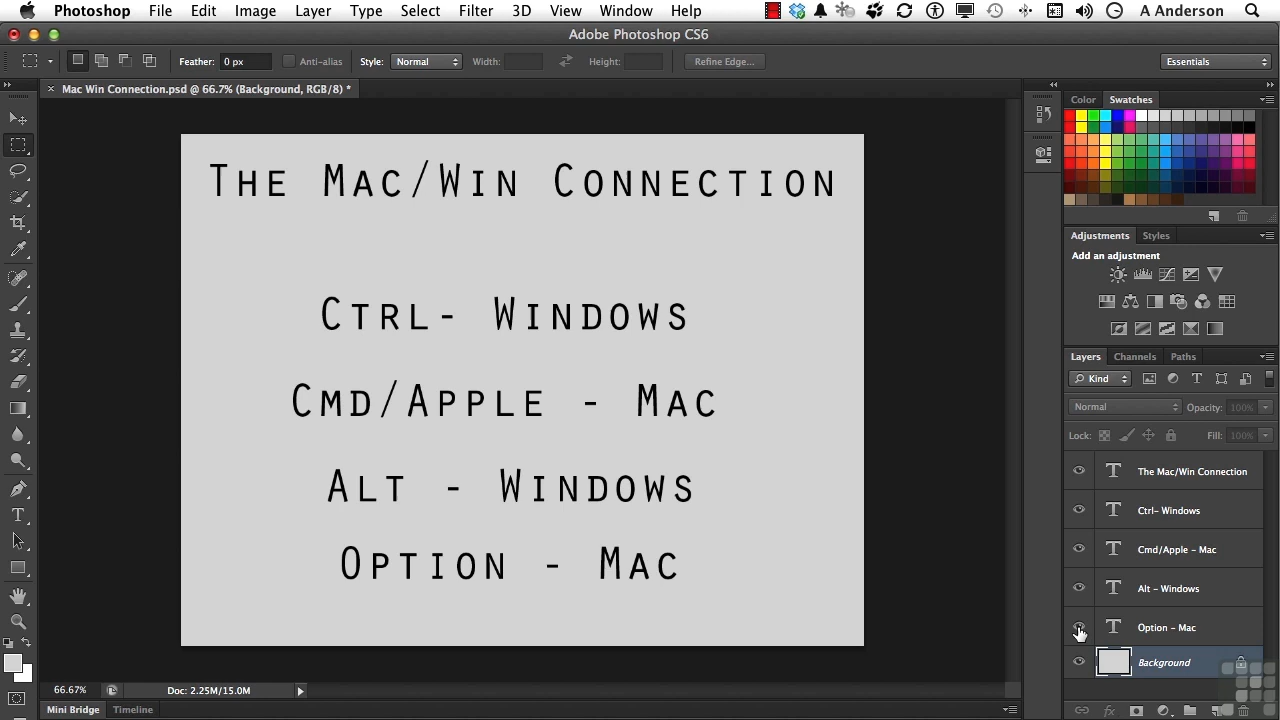 Photoshop File Edit Image Layer Type Select Filter 3D View Window Help A Anderson
Adobe Photoshop CS6
Feather: 0 px Anti-alias Style: Normal Width: Height: Refine Edge... Essentials
Mac Win Connection.psd @ 66.7% (Background, RGB/8) *
Color Swatches
The Mac/Win Connection
Adjustments Styles
Add an adjustment
Ctrl- Windows
Layers Channels Paths
Kind
Cmd/Apple - Mac
Normal Opacity: 100%
Lock: Fill: 100%
The Mac/Win Connection
Alt - Windows
Ctrl- Windows
Cmd/Apple - Mac
Option - Mac
Alt - Windows
Option - Mac
Background
66.67% Doc: 2.25M/15.0M
Mini Bridge Timeline